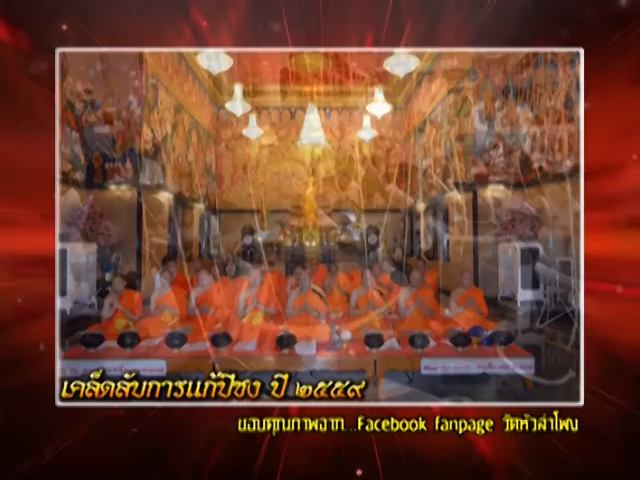 เคล็ดลับการแก้ปีชง ปี ๒๕๕๙
ขอบคุณภาพจาก...Facebook fanpage วัดหัวลำโพง